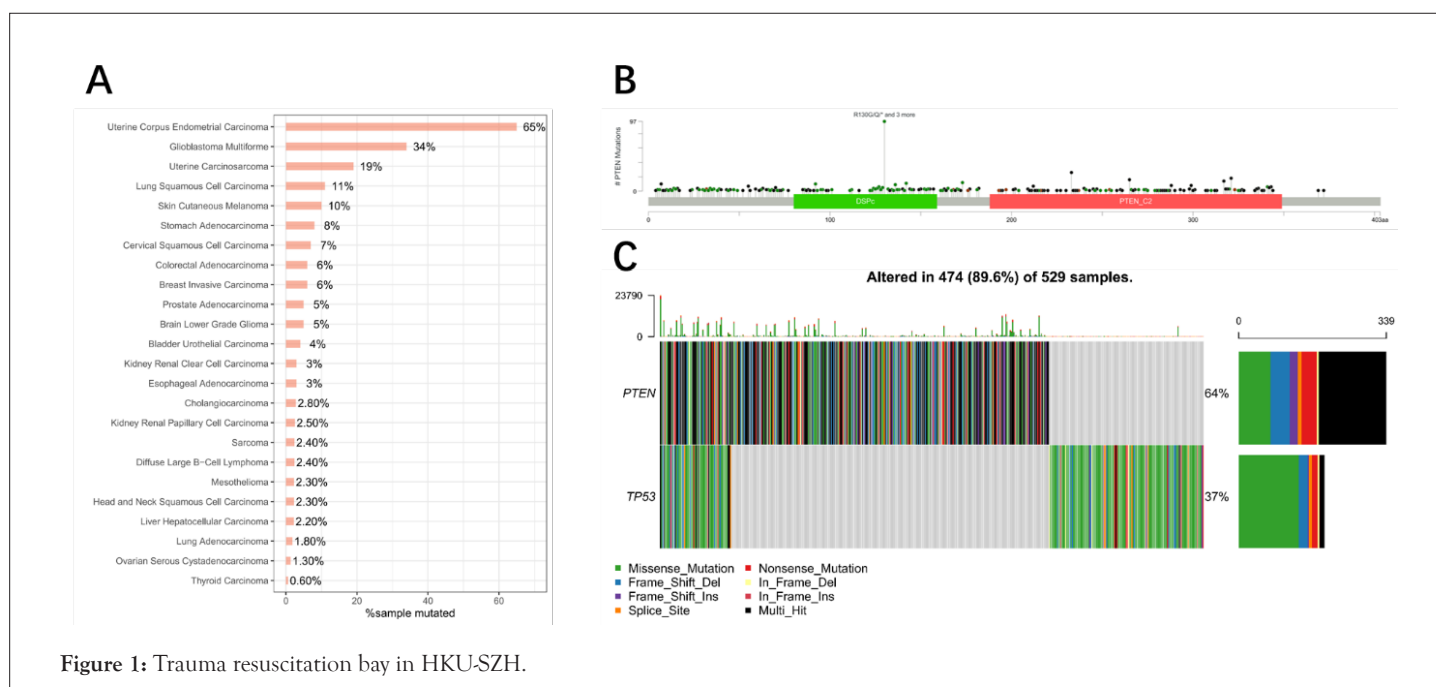 A
Uterine Corpus Endometrial Carcinoma 65%
Glioblastoma Multiforme 34%
Uterine Carcinosarcoma 19%
Lung Squamous Cell Carcinoma 11%
Skin Cutaneous Melanoma 10%
Stomach Adenocarcinoma 8%
Cervical Squamous Cell Carcinoma 7%
Colorectal Adenocarcinoma 6%
Breast Invasive Carcinoma 6%
Prostate Adenocarcinoma 5%
Brain Lower Grade Glioma 5%
Bladder Urothelial Carcinoma 4%
Kidney Renal Clear Cell Carcinoma 3%
Esophageal Adenocarcinoma 3%
Cholangiocarcinoma 2.80%
Kidney Renal Papillary Cell Carcinoma 2.50%
Sarcoma 2.40%
Diffuse Large B−Cell Lymphoma 2.40%
Mesothelioma 2.30%
Head and Neck Squamous Cell Carcinoma 2.30%
Liver Hepatocellular Carcinoma 2.20%
Lung Adenocarcinoma 1.80%
Ovarian Serous Cystadenocarcinoma 1.30%
Thyroid Carcinoma 0.60%
0 20 40 60
%sample mutated
B
R130G/Q/* and 3 more
97
# PTEN Mutations
0
DSPc PTEN_C2
0 100 200 300 403aa
C
Altered in 474 (89.6%) of 529 samples.
23790
0
0 339
PTEN 64%
TP53 37%
Missense_Mutation Nonsense_Mutation
Frame_Shift_Del In_Frame_Del
Frame_Shift_Ins In_Frame_Ins
Splice_Site Multi_Hit
Figure 1: Trauma resuscitation bay in HKU-SZH.